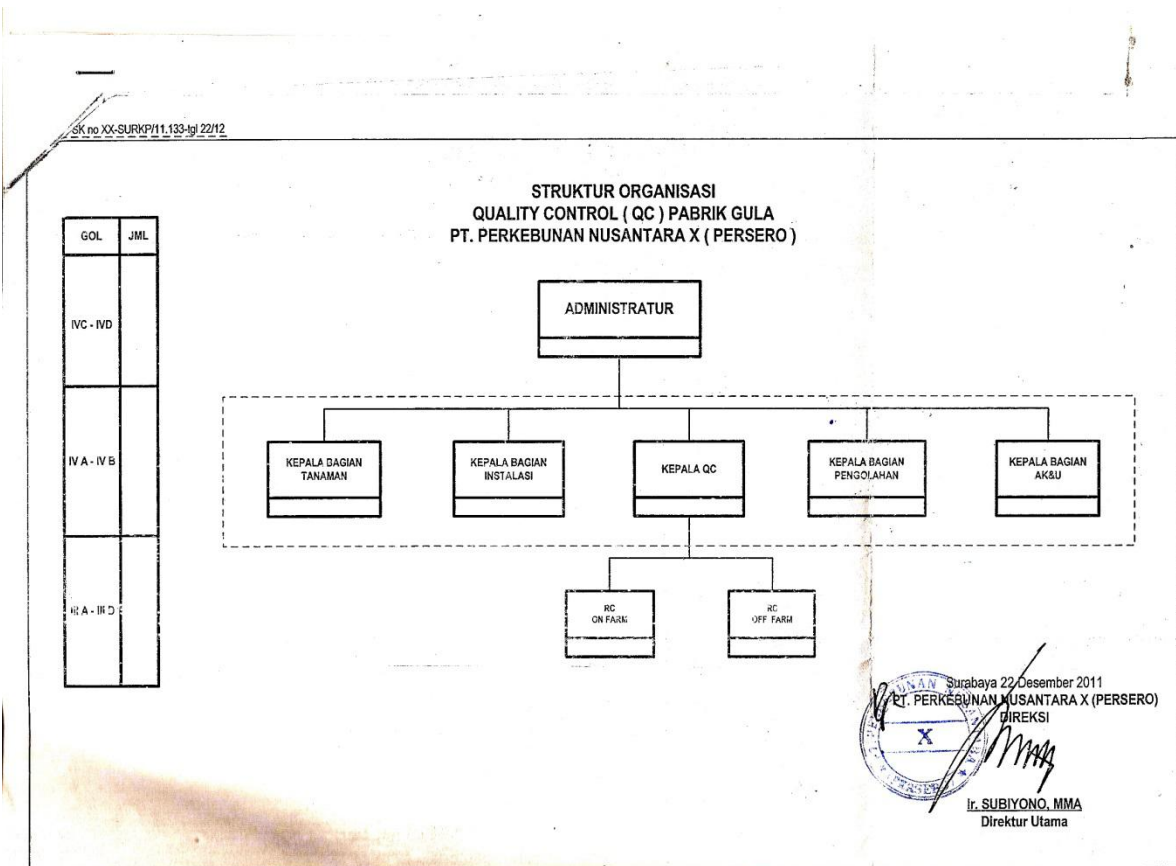 SK no XX-SURKP/11.133-tgl 22/12
STRUKTUR ORGANISASI
QUALITY CONTROL ( QC ) PABRIK GULA
PT. PERKEBUNAN NUSANTARA X ( PERSERO )
GOL JML
IVC - IVD
IV A - IV B
III A - III D
ADMINISTRATUR
KEPALA BAGIAN
TANAMAN
KEPALA BAGIAN
INSTALASI
KEPALA QC
KEPALA BAGIAN
PENGOLAHAN
KEPALA BAGIAN
AK&U
RC
ON FARM
RC
OFF FARM
Surabaya 22 Desember 2011
PT. PERKEBUNAN NUSANTARA X (PERSERO)
DIREKSI
X
Ir. SUBIYONO, MMA
Direktur Utama